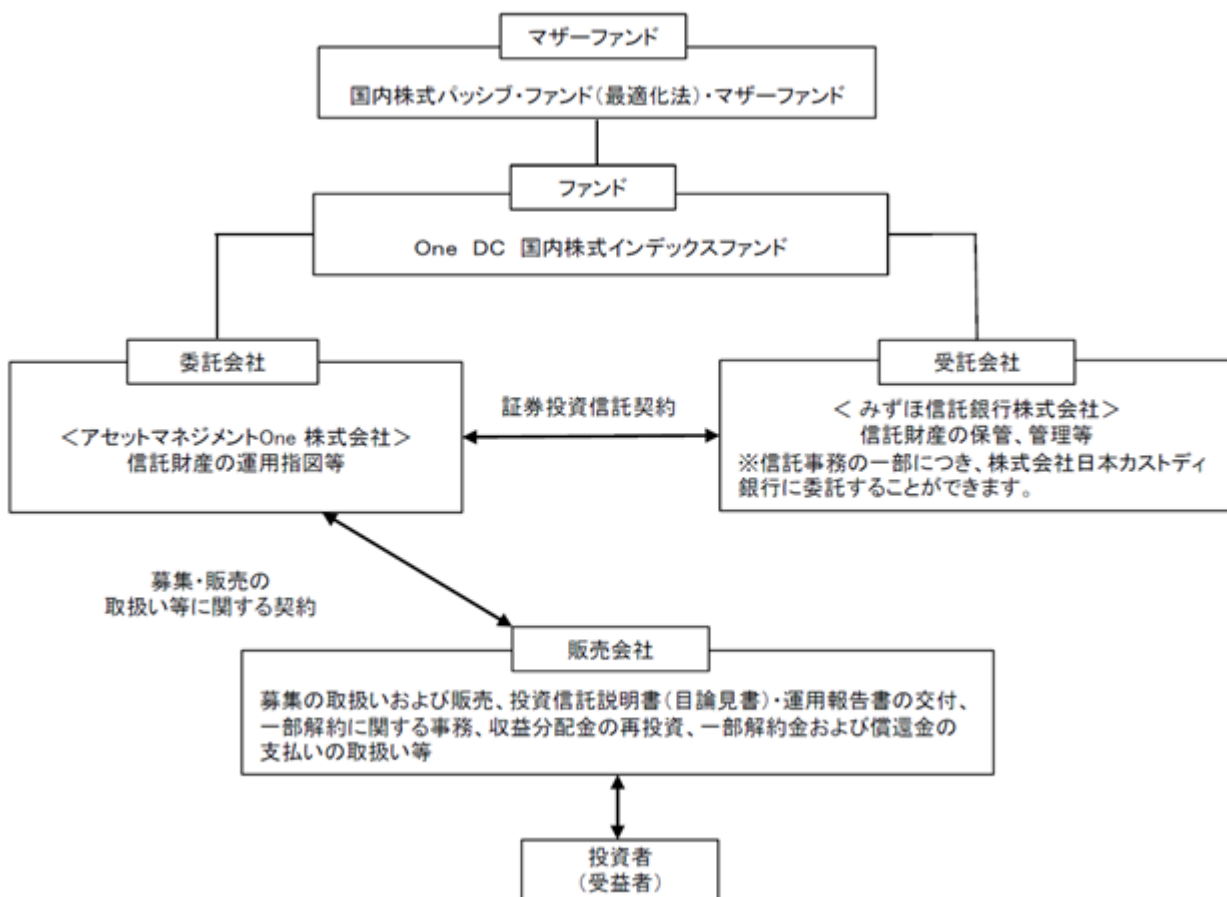 マザーファンド
国内株式パッシブ・ファンド(最適化法)・マザーファンド
ファンド
One DC 国内株式インデックスファンド
委託会社
<アセットマネジメントOne 株式会社>
信託財産の運用指図等
証券投資信託契約
受託会社
< みずほ信託銀行株式会社>
信託財産の保管、管理等
※信託事務の一部につき、株式会社日本カストディ
銀行に委託することができます。
募集・販売の
取扱い等に関する契約
販売会社
募集の取扱いおよび販売、投資信託説明書(目論見書)・運用報告書の交付、
一部解約に関する事務、収益分配金の再投資、一部解約金および償還金の
支払いの取扱い等
投資者
(受益者)